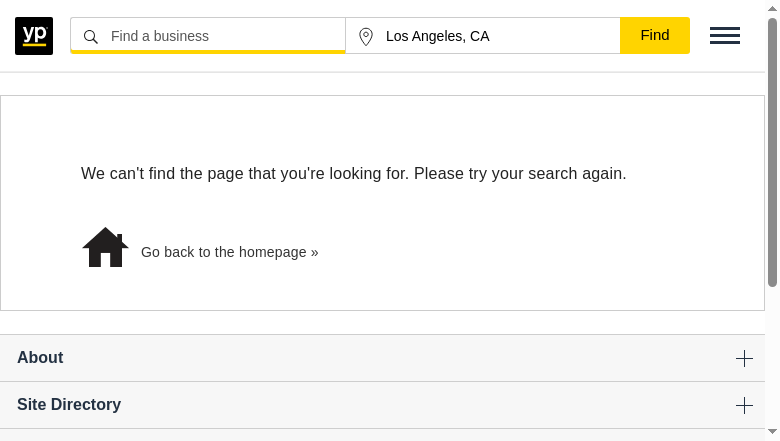 yp
Find a business
Los Angeles, CA
Find
We can't find the page that you're looking for. Please try your search again.
Go back to the homepage »
About
Site Directory